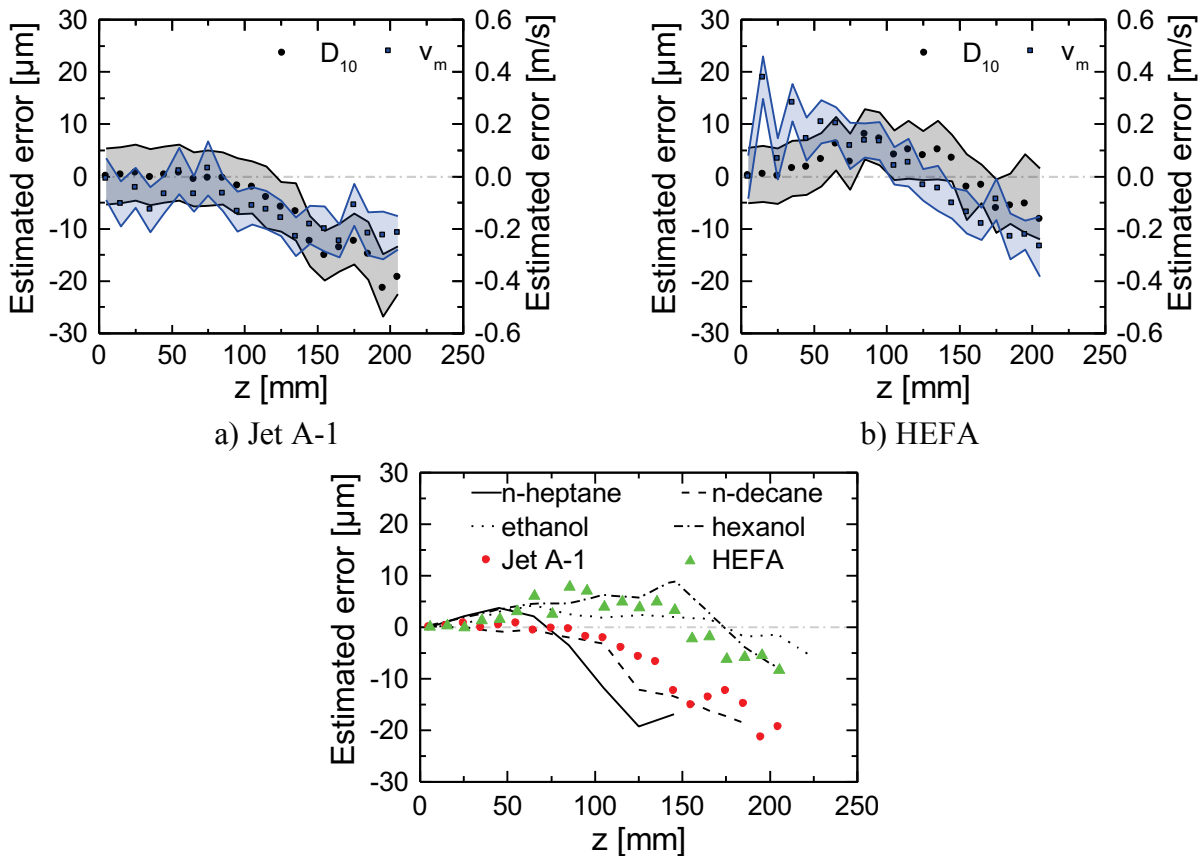 D10 vm
Estimated error [µm]
30
20
10
0
-10
-20
-30
0.6
0.4
0.2
0.0
-0.2
-0.4
-0.6
Estimated error [m/s]
0 50 100 150 200 250
z [mm]
a) Jet A-1
D10 vm
Estimated error [µm]
30
20
10
0
-10
-20
-30
0.6
0.4
0.2
0.0
-0.2
-0.4
-0.6
Estimated error [m/s]
0 50 100 150 200 250
z [mm]
b) HEFA
n-heptane n-decane
ethanol hexanol
Jet A-1 HEFA
Estimated error [µm]
30
20
10
0
-10
-20
-30
0 50 100 150 200 250
z [mm]